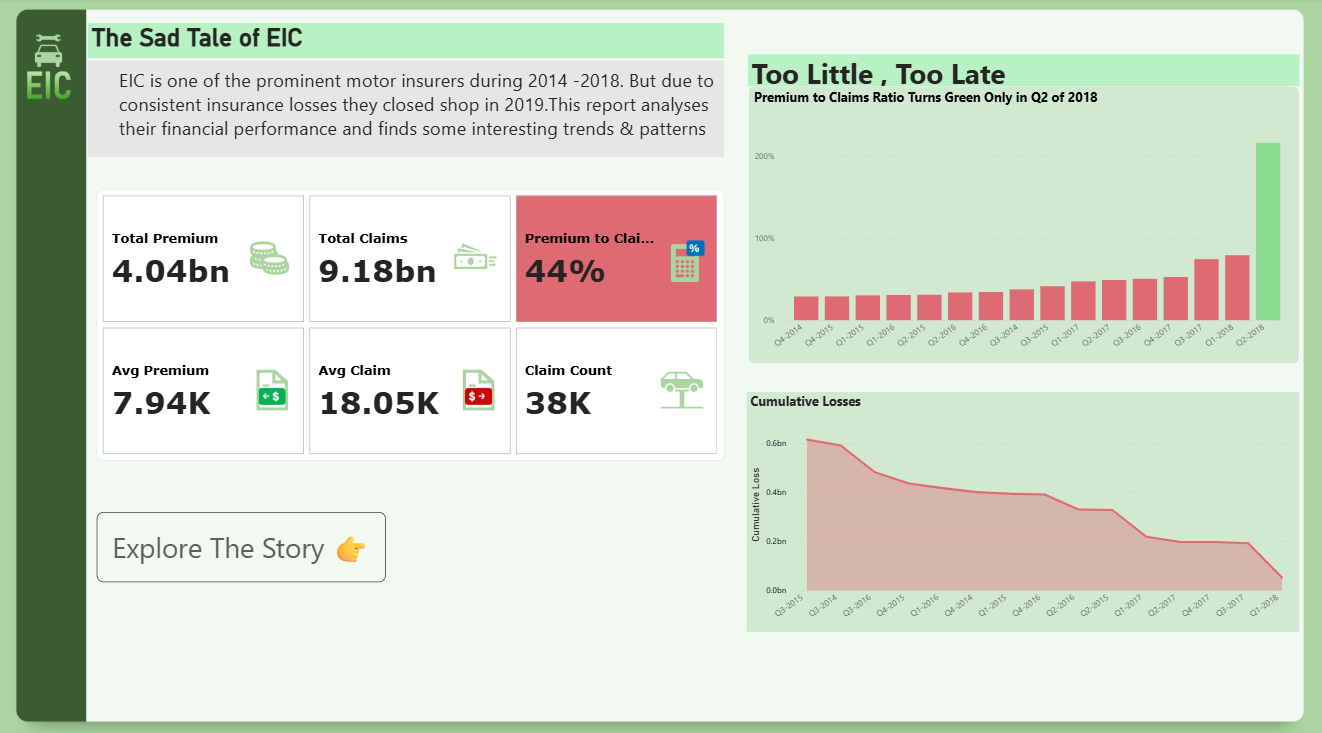 EIC
The Sad Tale of EIC
EIC is one of the prominent motor insurers during 2014 -2018. But due to
consistent insurance losses they closed shop in 2019.This report analyses
their financial performance and finds some interesting trends & patterns
Total Premium
4.04bn
Total Claims
9.18bn
Premium to Clai...
44%
%
Avg Premium
7.94K
$
Avg Claim
18.05K
$
Claim Count
38K
Explore The Story
Too Little , Too Late
Premium to Claims Ratio Turns Green Only in Q2 of 2018
200%
100%
0%
Q4-2014
Q4-2015
Q1-2015
Q1-2016
Q2-2015
Q2-2016
Q4-2016
Q3-2014
Q3-2015
Q1-2017
Q2-2017
Q3-2016
Q4-2017
Q3-2017
Q1-2018
Q2-2018
Cumulative Losses
Cumulative Loss
0.6bn
0.4bn
0.2bn
0.0bn
Q3-2015
Q3-2014
Q3-2016
Q4-2015
Q1-2016
Q4-2014
Q1-2015
Q4-2016
Q2-2016
Q2-2015
Q1-2017
Q2-2017
Q4-2017
Q3-2017
Q1-2018